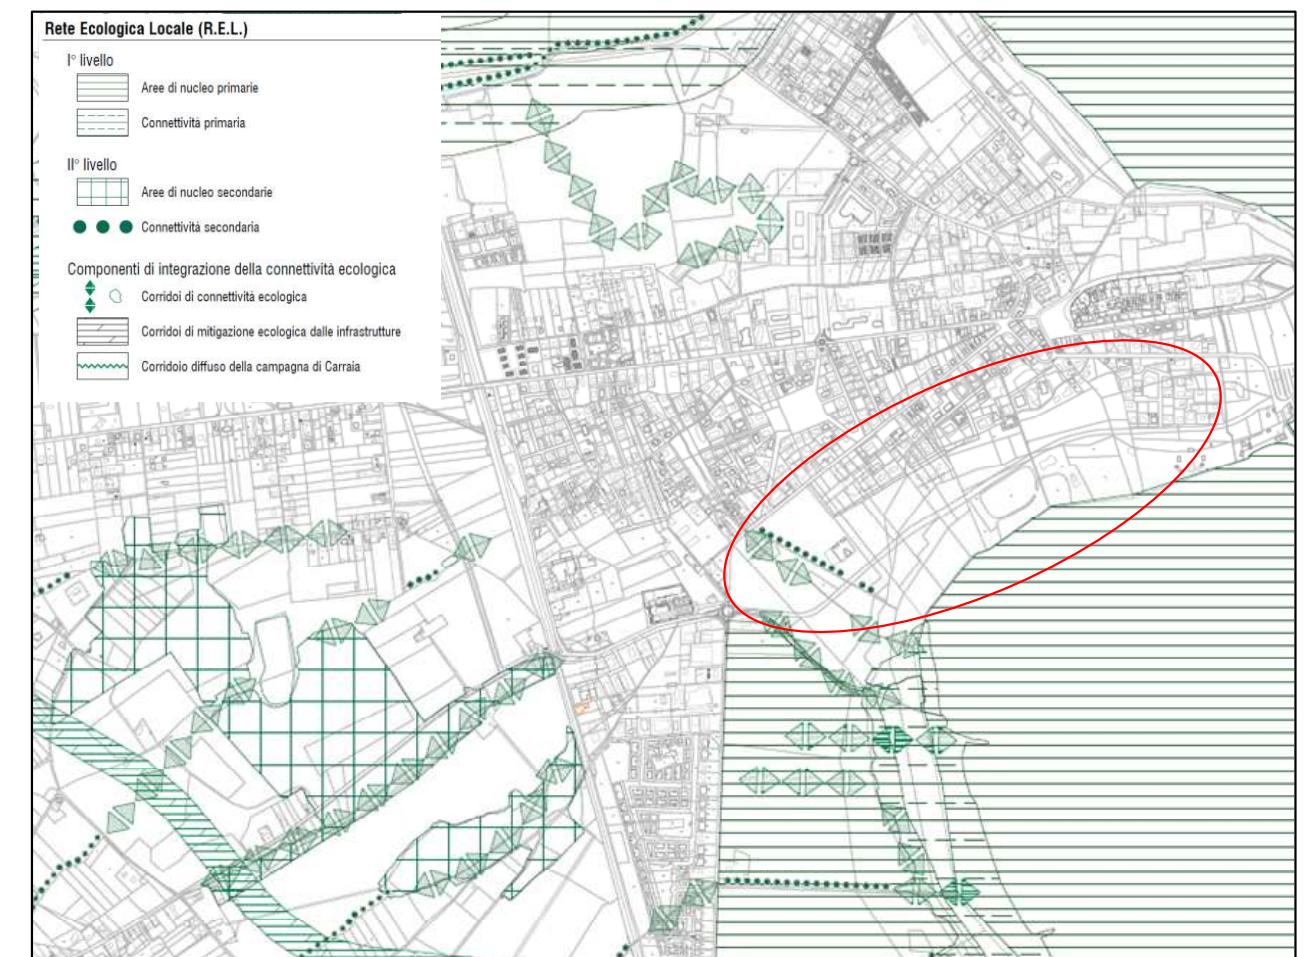 Rete Ecologica Locale (R.E.L.)
I° livello
Aree di nucleo primarie
Connettività primaria
II° livello
Aree di nucleo secondarie
Connettività secondaria
Componenti di integrazione della connettività ecologica
Corridoi di connettività ecologica
Corridoi di mitigazione ecologica dalle infrastrutture
Corridoio diffuso della campagna di Carraia